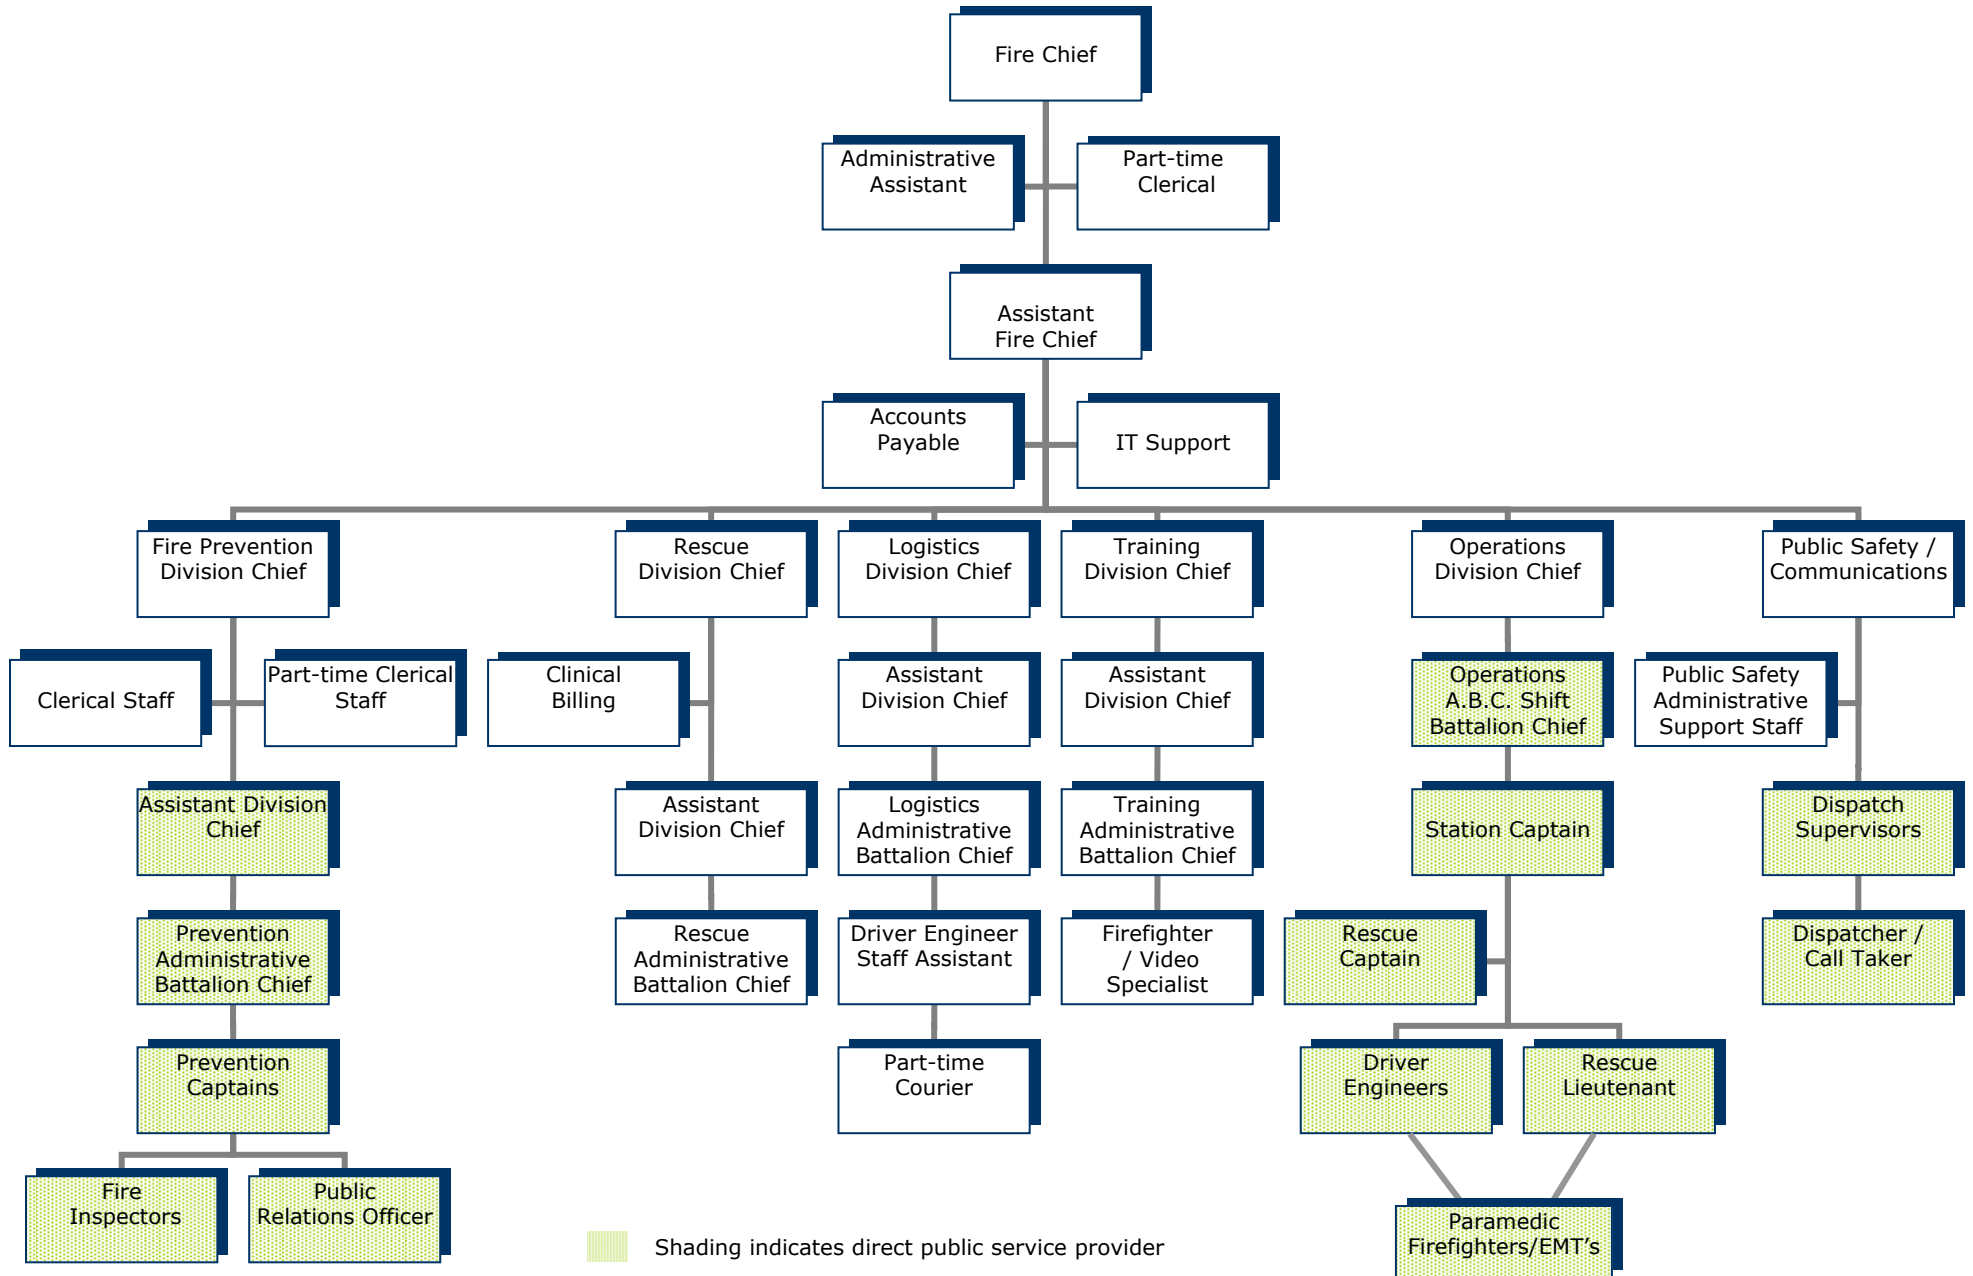 Fire Chief
Administrative
Assistant
Part-time
Clerical
Assistant
Fire Chief
Accounts
Payable
IT Support
Fire Prevention
Division Chief
Rescue
Division Chief
Logistics
Division Chief
Training
Division Chief
Operations
Division Chief
Public Safety /
Communications
Clerical Staff
Part-time Clerical
Staff
Clinical
Billing
Assistant
Division Chief
Assistant
Division Chief
Operations
A.B.C. Shift
Battalion Chief
Public Safety
Administrative
Support Staff
Assistant Division
Chief
Assistant
Division Chief
Logistics
Administrative
Battalion Chief
Training
Administrative
Battalion Chief
Station Captain
Dispatch
Supervisors
Prevention
Administrative
Battalion Chief
Rescue
Administrative
Battalion Chief
Driver Engineer
Staff Assistant
Firefighter
/ Video
Specialist
Rescue
Captain
Dispatcher /
Call Taker
Prevention
Captains
Part-time
Courier
Driver
Engineers
Rescue
Lieutenant
Fire
Inspectors
Public
Relations Officer
Paramedic
Firefighters/EMT’s
Shading indicates direct public service provider